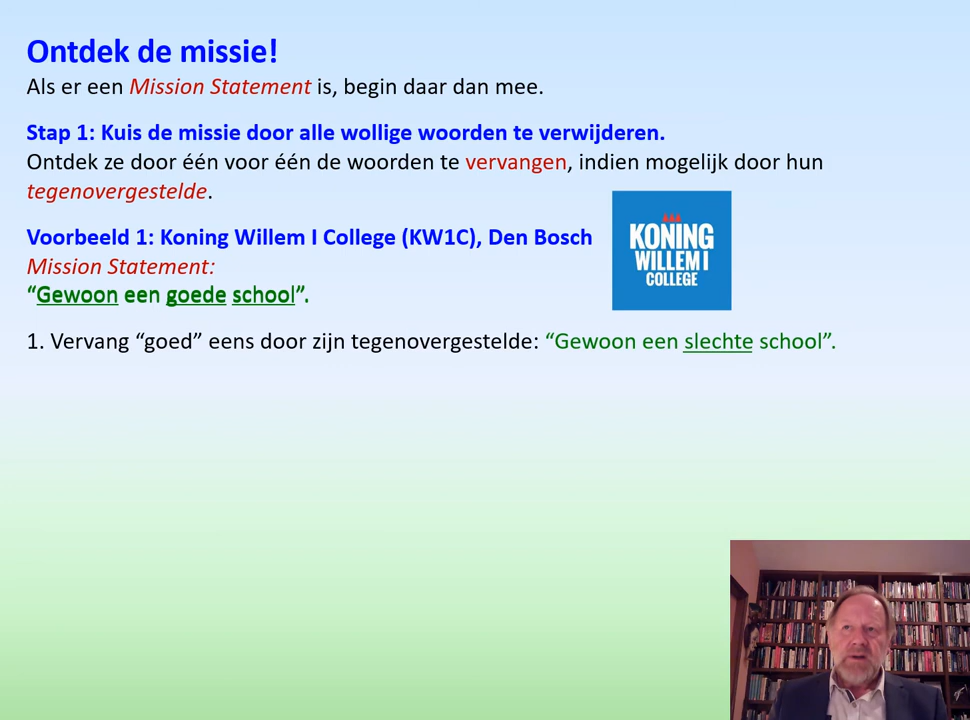 Ontdek de missie!
Als er een Mission Statement is, begin daar dan mee.
Stap 1: Kuis de missie door alle wollige woorden te verwijderen.
Ontdek ze door één voor één de woorden te vervangen, indien mogelijk door hun
tegenovergestelde.
Voorbeeld 1: Koning Willem I College (KW1C), Den Bosch
KONING
WILLEM I
COLLEGE
Mission Statement:
“Gewoon een goede school”.
1. Vervang “goed” eens door zijn tegenovergestelde: “Gewoon een slechte school”.